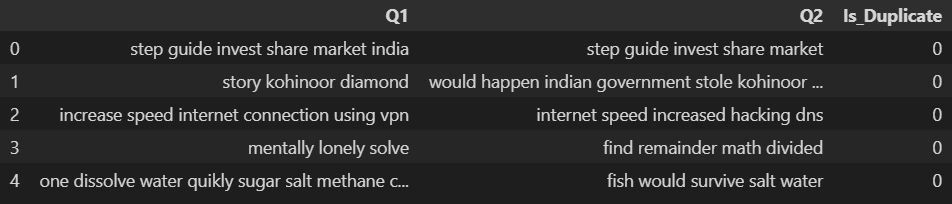 Q1 Q2 Is_Duplicate
0 step guide invest share market india step guide invest share market 0
1 story kohinoor diamond would happen indian government stole kohinoor ... 0
2 increase speed internet connection using vpn internet speed increased hacking dns 0
3 mentally lonely solve find remainder math divided 0
4 one dissolve water quikly sugar salt methane c... fish would survive salt water 0